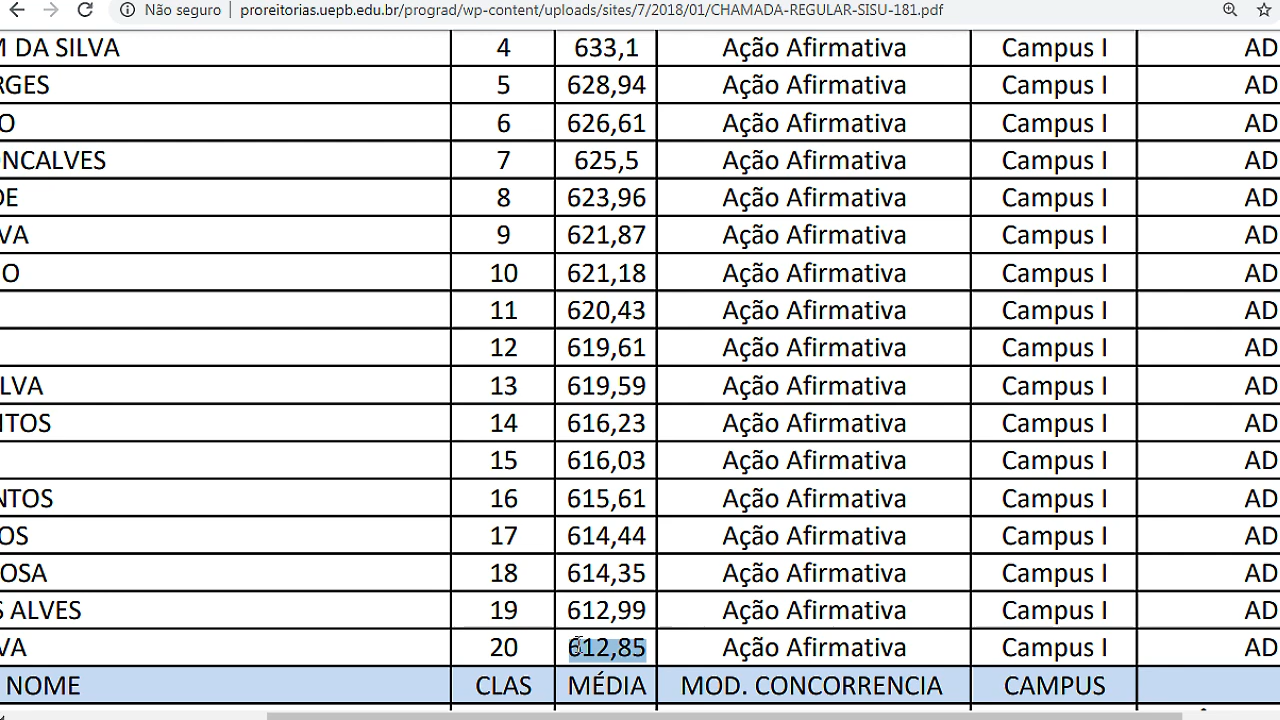 Não seguro | proreitorias.uepb.edu.br/prograd/wp-content/uploads/sites/7/2018/01/CHAMADA-REGULAR-SISU-181.pdf
M DA SILVA 4 633,1 Ação Afirmativa Campus I AD
RGES 5 628,94 Ação Afirmativa Campus I AD
O 6 626,61 Ação Afirmativa Campus I AD
ONCALVES 7 625,5 Ação Afirmativa Campus I AD
DE 8 623,96 Ação Afirmativa Campus I AD
VA 9 621,87 Ação Afirmativa Campus I AD
O 10 621,18 Ação Afirmativa Campus I AD
11 620,43 Ação Afirmativa Campus I AD
12 619,61 Ação Afirmativa Campus I AD
LVA 13 619,59 Ação Afirmativa Campus I AD
ITOS 14 616,23 Ação Afirmativa Campus I AD
15 616,03 Ação Afirmativa Campus I AD
NTOS 16 615,61 Ação Afirmativa Campus I AD
OS 17 614,44 Ação Afirmativa Campus I AD
OSA 18 614,35 Ação Afirmativa Campus I AD
S ALVES 19 612,99 Ação Afirmativa Campus I AD
VA 20 612,85 Ação Afirmativa Campus I AD
NOME CLAS MÉDIA MOD. CONCORRENCIA CAMPUS